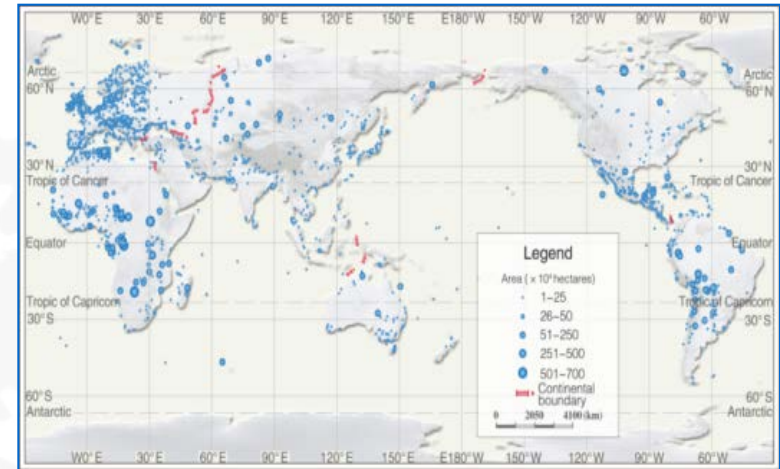 W0°E 30°E 60°E 90°E 120°E 150°E E180°W 150°W 120°W 90°W 60°W
Arctic Arctic
60°N 60°N
30°N 30°N
Tropic of Cancer Tropic of Cancer
Equator Equator
Tropic of Capricorn Tropic of Capricorn
30°S 30°S
60°S 60°S
Antarctic Antarctic
Legend
Area ( × 10⁴ hectares)
1~25
26~50
51~250
251~500
501~700
Continental
boundary
0 2050 4100 (km)
W0°E 30°E 60°E 90°E 120°E 150°E E180°W 150°W 120°W 90°W 60°W